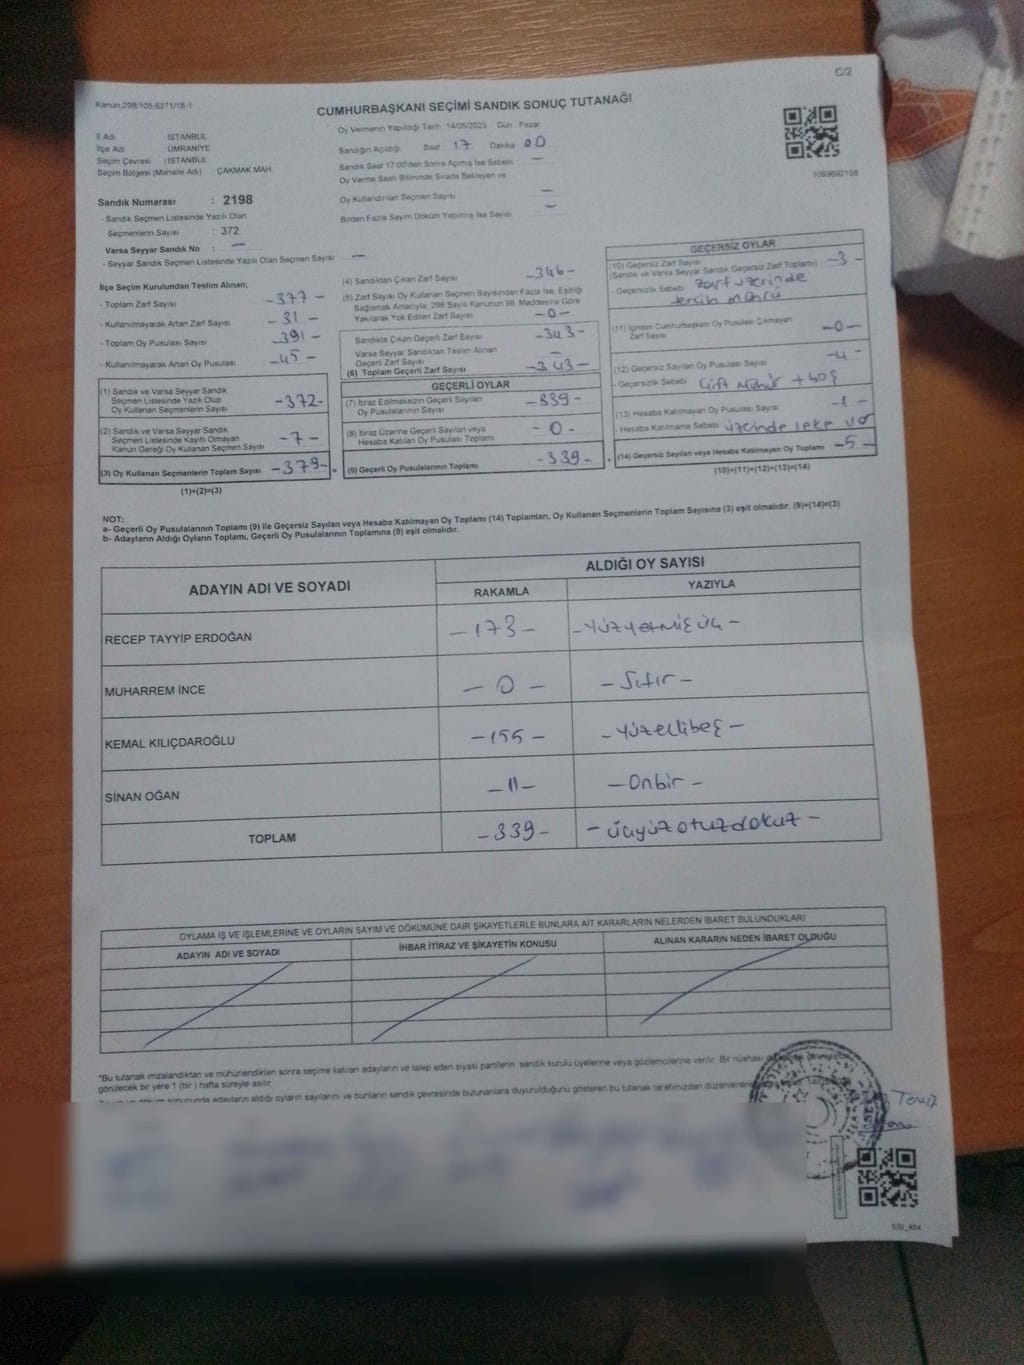 C/2
Kanun:298/105,6271/18-1
CUMHURBAŞKANI SEÇİMİ SANDIK SONUÇ TUTANAĞI
İl Adı : İSTANBUL
İlçe Adı : ÜMRANİYE
Seçim Çevresi : İSTANBUL
Seçim Bölgesi (Mahalle Adı) : ÇAKMAK MAH.
Oy Vermenin Yapıldığı Tarih : 14/05/2023 Gün : Pazar
Sandığın Açıldığı Saat : 17 Dakika : 00
Sandık Saat 17:00'den Sonra Açılmış İse Sebebi : —
Oy Verme Saati Bitiminde Sırada Bekleyen ve
Oy Kullandırılan Seçmen Sayısı —
Birden Fazla Sayım Döküm Yapılmış İse Sayısı —
1093692198
Sandık Numarası : 2198
- Sandık Seçmen Listesinde Yazılı Olan
Seçmenlerin Sayısı : 372
Varsa Seyyar Sandık No : —
- Seyyar Sandık Seçmen Listesinde Yazılı Olan Seçmen Sayısı: —
İlçe Seçim Kurulundan Teslim Alınan;
- Toplam Zarf Sayısı -377-
- Kullanılmayarak Artan Zarf Sayısı -31-
- Toplam Oy Pusulası Sayısı -391-
- Kullanılmayarak Artan Oy Pusulası -45-
(1) Sandık ve Varsa Seyyar Sandık
Seçmen Listesinde Yazılı Olup
Oy Kullanan Seçmenlerin Sayısı -372-
(2) Sandık ve Varsa Seyyar Sandık
Seçmen Listesinde Kayıtlı Olmayan
Kanun Gereği Oy Kullanan Seçmen Sayısı -7-
(3) Oy Kullanan Seçmenlerin Toplam Sayısı -379-
(1)+(2)=(3)
(4) Sandıktan Çıkan Zarf Sayısı -346-
(5) Zarf Sayısı Oy Kullanan Seçmen Sayısından Fazla İse, Eşitliği
Sağlamak Amacıyla, 298 Sayılı Kanunun 98. Maddesine Göre
Yakılarak Yok Edilen Zarf Sayısı -0-
Sandıkta Çıkan Geçerli Zarf Sayısı -343-
Varsa Seyyar Sandıktan Teslim Alınan
Geçerli Zarf Sayısı —
(6) Toplam Geçerli Zarf Sayısı -343-
GEÇERLİ OYLAR
(7) İtiraz Edilmeksizin Geçerli Sayılan
Oy Pusulalarının Sayısı -339-
(8) İtiraz Üzerine Geçerli Sayılan veya
Hesaba Katılan Oy Pusulası Toplamı -0-
(9) Geçerli Oy Pusulalarının Toplamı -339-
GEÇERSİZ OYLAR
(10) Geçersiz Zarf Sayısı
(Sandık ve Varsa Seyyar Sandık Geçersiz Zarf Toplamı) -3-
- Geçersizlik Sebebi: Zarf üzerinde
tercih mührü
(11) İçinden Cumhurbaşkanı Oy Pusulası Çıkmayan
Zarf Sayısı -0-
(12) Geçersiz Sayılan Oy Pusulası Sayısı -4-
- Geçersizlik Sebebi: Çift Mühür + boş
(13) Hesaba Katılmayan Oy Pusulası Sayısı -1-
- Hesaba Katılmama Sebebi: üzerinde leke
(14) Geçersiz Sayılan veya Hesaba Katılmayan Oy Toplamı -5-
(10)+(11)+(12)+(13)=(14)
NOT:
a- Geçerli Oy Pusulalarının Toplamı (9) ile Geçersiz Sayılan veya Hesaba Katılmayan Oy Toplamı (14) Toplamları, Oy Kullanan Seçmenlerin Toplam Sayısına (3) eşit olmalıdır. (9)+(14)=(3)
b- Adayların Aldığı Oyların Toplamı, Geçerli Oy Pusulalarının Toplamına (9) eşit olmalıdır.
ADAYIN ADI VE SOYADI
ALDIĞI OY SAYISI
RAKAMLA YAZIYLA
RECEP TAYYİP ERDOĞAN -173- -Yüzyetmişüç-
MUHARREM İNCE -0- -Sıfır-
KEMAL KILIÇDAROĞLU -155- -Yüzellibeş-
SİNAN OĞAN -11- -Onbir-
TOPLAM -339- -üçyüzotuzdokuz-
OYLAMA İŞ VE İŞLEMLERİNE VE OYLARIN SAYIM VE DÖKÜMÜNE DAİR ŞİKAYETLERLE BUNLARA AİT KARARLARIN NELERDEN İBARET BULUNDUKLARI
ADAYIN ADI VE SOYADI İHBAR İTİRAZ VE ŞİKAYETİN KONUSU ALINAN KARARIN NEDEN İBARET OLDUĞU
*Bu tutanak imzalandıktan ve mühürlendikten sonra seçime katılan adayların ve talep eden siyasi partilerin sandık kurulu üyelerine veya gözlemcilerine verilir. Bir nüshası
görülecek bir yere 1 (bir) hafta süreyle asılır.
döküm sonucunda adayların aldığı oyların sayılarını ve bunların sandık çevresinde bulunanlara duyurulduğunu gösteren bu tutanak tarafımızdan